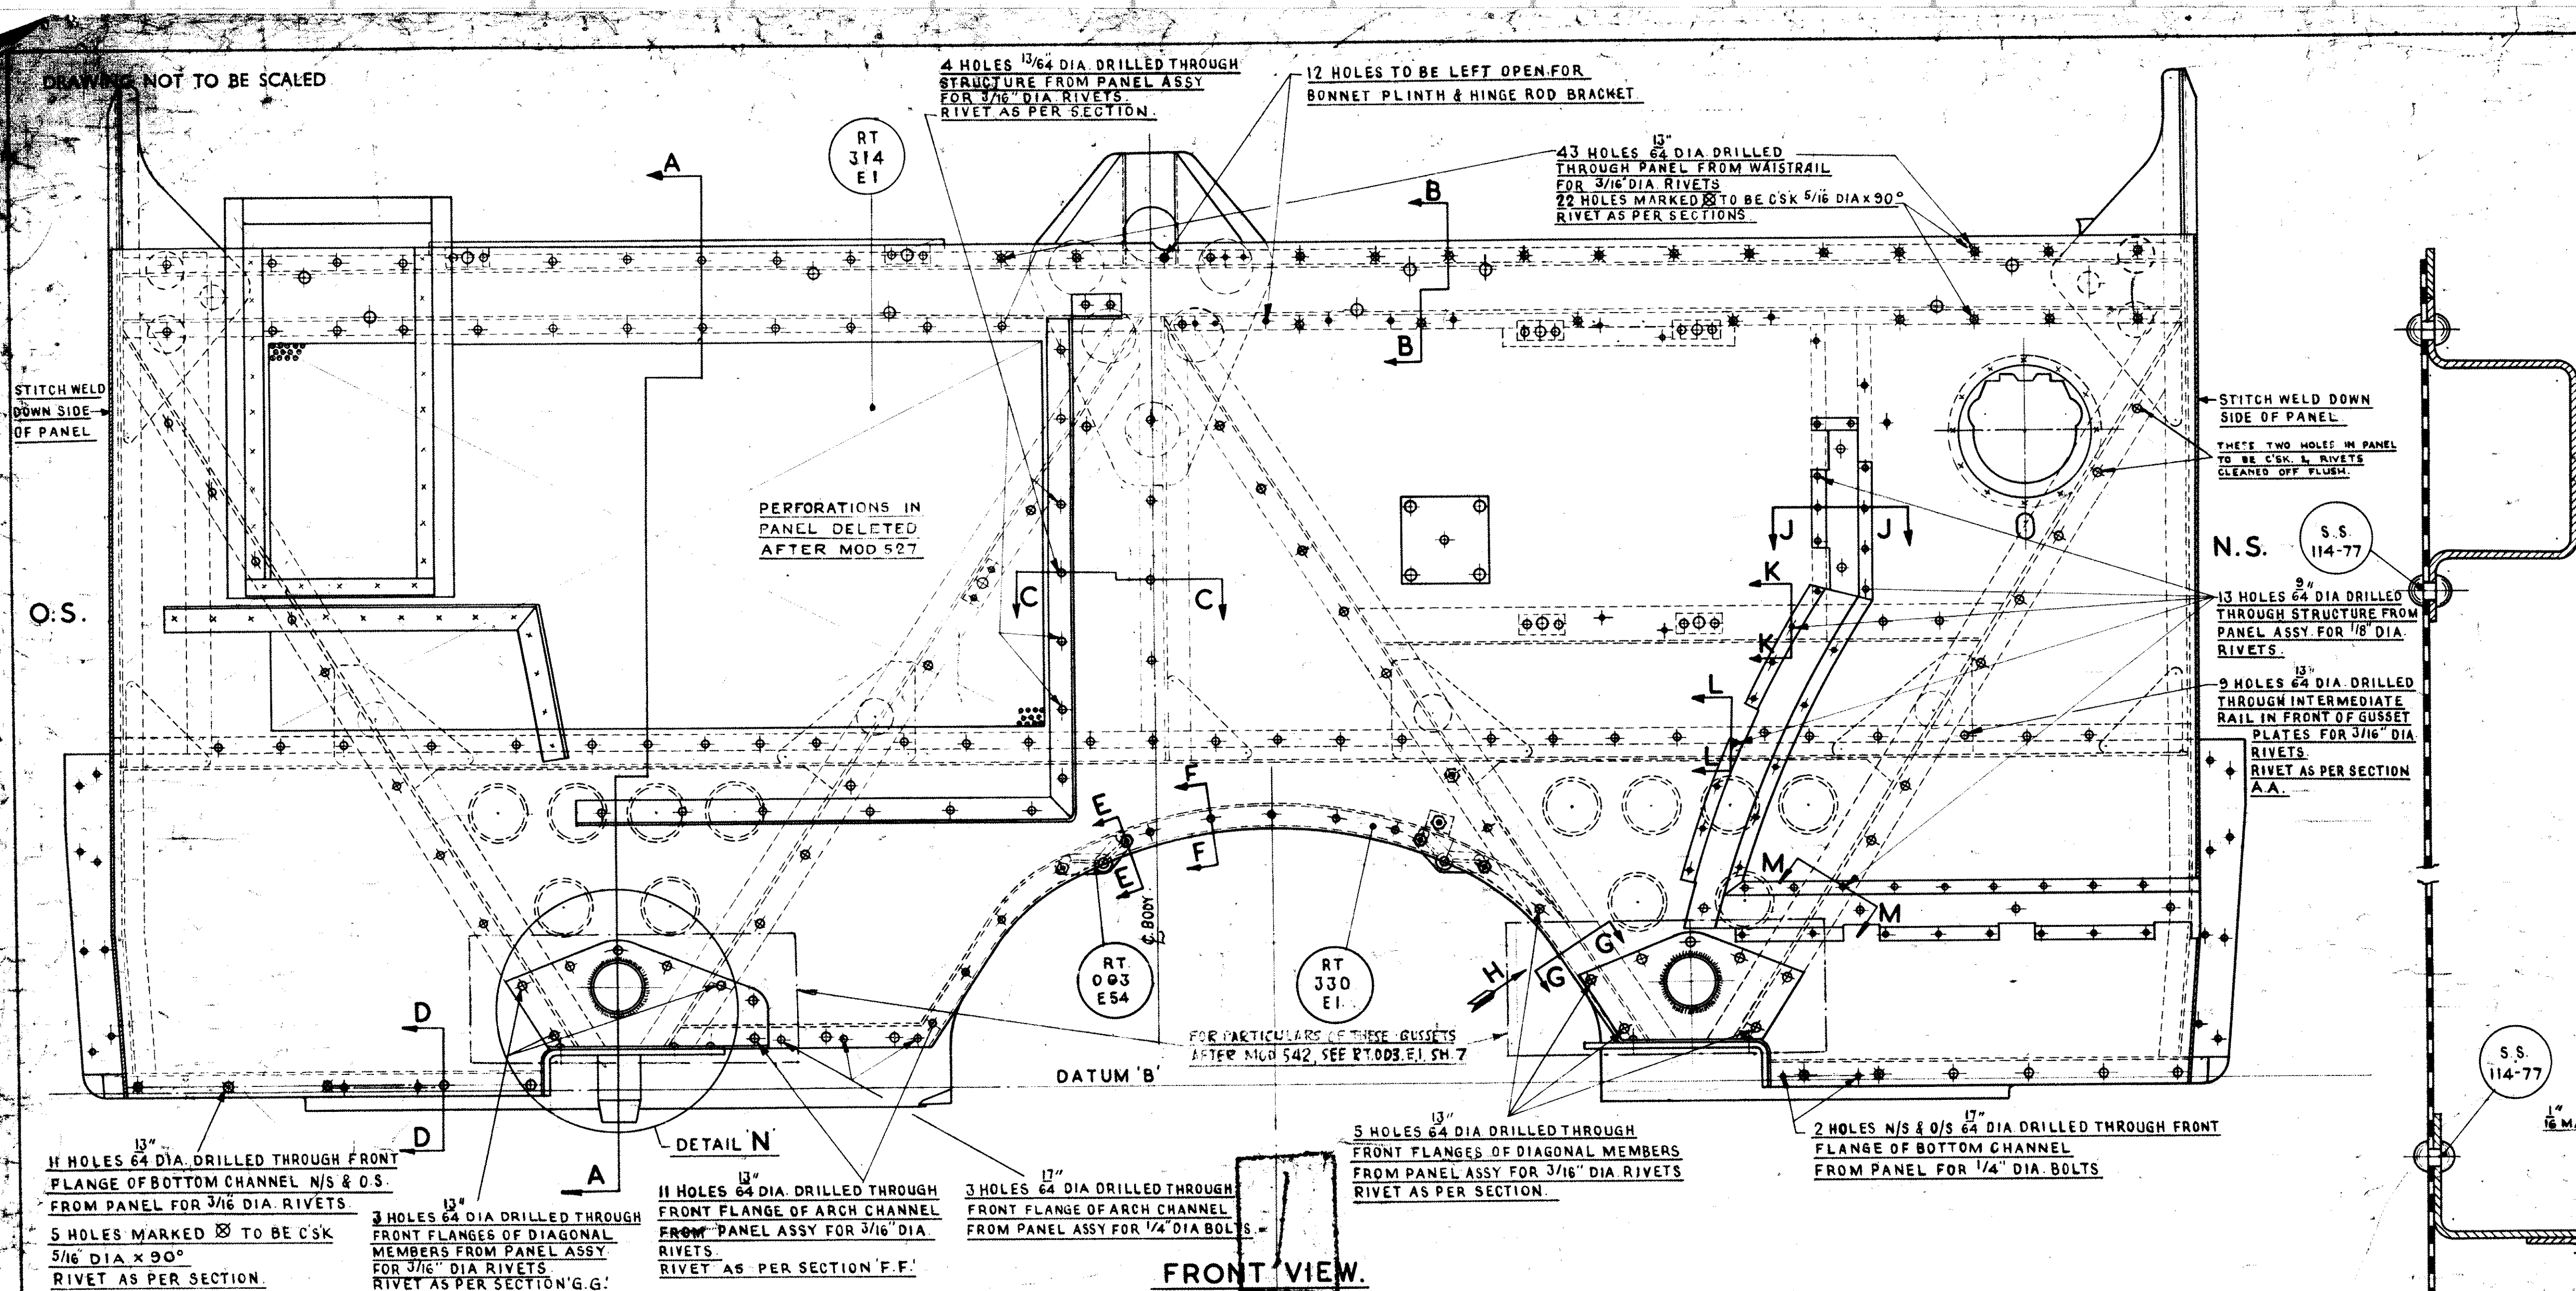 DRAWING NOT TO BE SCALED
4 HOLES 13/64 DIA. DRILLED THROUGH
STRUCTURE FROM PANEL ASSY
FOR 3/16" DIA. RIVETS.
RIVET AS PER SECTION.
12 HOLES TO BE LEFT OPEN FOR
BONNET PLINTH & HINGE ROD BRACKET.
RT
314
E1
A
B
43 HOLES 13/64" DIA. DRILLED
THROUGH PANEL FROM WAISTRAIL
FOR 3/16" DIA. RIVETS
22 HOLES MARKED ⊗ TO BE C'SK 5/16 DIA x 90°
RIVET AS PER SECTIONS.
B
STITCH WELD
DOWN SIDE
OF PANEL
STITCH WELD DOWN
SIDE OF PANEL
THESE TWO HOLES IN PANEL
TO BE C'SK. & RIVETS
CLEANED OFF FLUSH.
PERFORATIONS IN
PANEL DELETED
AFTER MOD 527
J
J
N.S.
S.S.
114-77
K
K
C
C
O.S.
13 HOLES 9/64" DIA DRILLED
THROUGH STRUCTURE FROM
PANEL ASSY. FOR 1/8" DIA.
RIVETS.
L
L
9 HOLES 13/64" DIA. DRILLED
THROUGH INTERMEDIATE
RAIL IN FRONT OF GUSSET
PLATES FOR 3/16" DIA
RIVETS.
RIVET AS PER SECTION
A.A.
E
E
F
F
M
M
℄ BODY.
G
G
H
RT
003
E54
RT
330
E1.
D
D
FOR PARTICULARS OF THESE GUSSETS
AFTER MOD 542, SEE RT.003.E.1. SH.7
DATUM 'B'
S.S.
114-77
DETAIL 'N'
A
11 HOLES 13/64" DIA. DRILLED THROUGH FRONT
FLANGE OF BOTTOM CHANNEL N/S & O.S.
FROM PANEL FOR 3/16 DIA. RIVETS.
5 HOLES MARKED ⊗ TO BE C'SK
5/16" DIA x 90°
RIVET AS PER SECTION.
3 HOLES 13/64" DIA DRILLED THROUGH
FRONT FLANGES OF DIAGONAL
MEMBERS FROM PANEL ASSY.
FOR 3/16" DIA RIVETS.
RIVET AS PER SECTION 'G.G.'
11 HOLES 13/64" DIA. DRILLED THROUGH
FRONT FLANGE OF ARCH CHANNEL
FROM PANEL ASSY FOR 3/16" DIA.
RIVETS.
RIVET AS PER SECTION 'F.F.'
3 HOLES 17/64" DIA DRILLED THROUGH
FRONT FLANGE OF ARCH CHANNEL
FROM PANEL ASSY FOR 1/4" DIA BOLTS.
5 HOLES 13/64" DIA DRILLED THROUGH
FRONT FLANGES OF DIAGONAL MEMBERS
FROM PANEL ASSY FOR 3/16" DIA. RIVETS
RIVET AS PER SECTION.
2 HOLES N/S & O/S 17/64" DIA. DRILLED THROUGH FRONT
FLANGE OF BOTTOM CHANNEL
FROM PANEL FOR 1/4" DIA. BOLTS
FRONT VIEW.